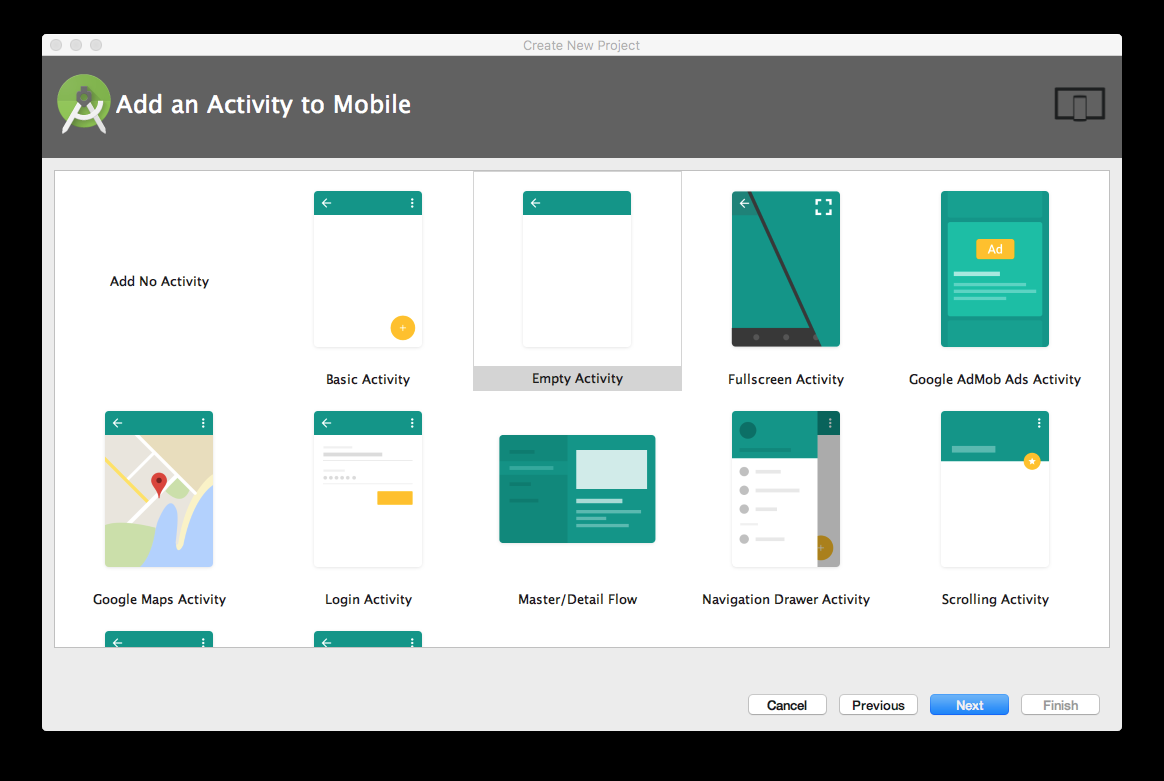 Create New Project
Add an Activity to Mobile
Add No Activity
Basic Activity
Empty Activity
Fullscreen Activity
Ad
Google AdMob Ads Activity
Google Maps Activity
Login Activity
Master/Detail Flow
Navigation Drawer Activity
Scrolling Activity
Cancel
Previous
Next
Finish